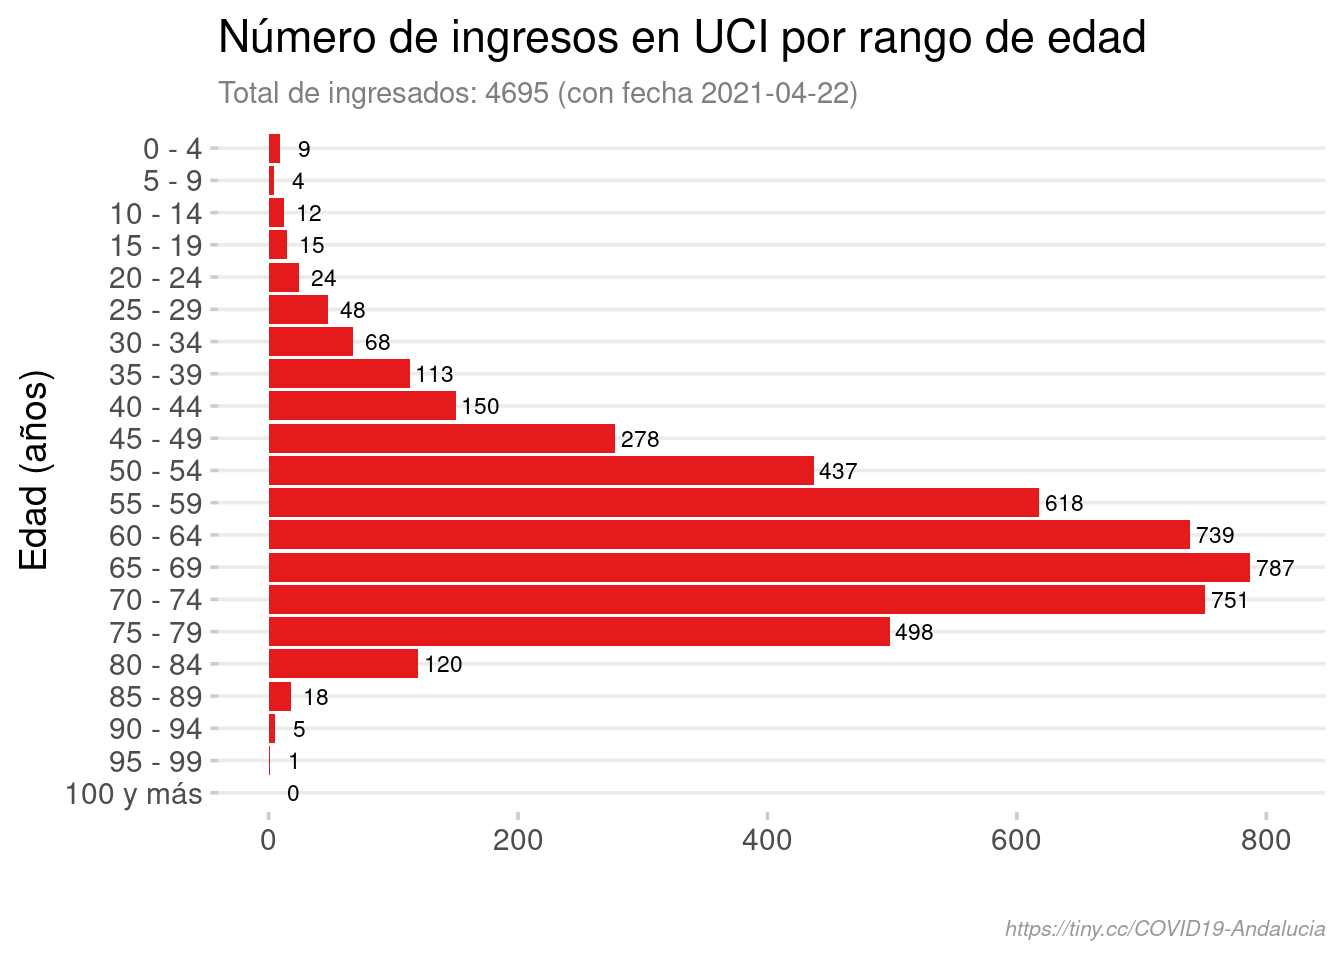 Número de ingresos en UCI por rango de edad
Total de ingresados: 4695 (con fecha 2021-04-22)
Edad (años)
0 - 4 9
5 - 9 4
10 - 14 12
15 - 19 15
20 - 24 24
25 - 29 48
30 - 34 68
35 - 39 113
40 - 44 150
45 - 49 278
50 - 54 437
55 - 59 618
60 - 64 739
65 - 69 787
70 - 74 751
75 - 79 498
80 - 84 120
85 - 89 18
90 - 94 5
95 - 99 1
100 y más 0
0 200 400 600 800
https://tiny.cc/COVID19-Andalucia